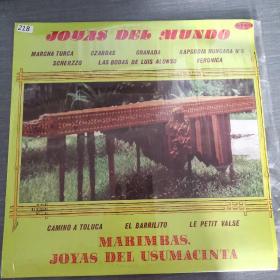 218
JOYAS DEL MUNDO
MARCHA TURCA CZARDAS GRANADA RAPSODIA HUNGARA Nº 2
SCHERZZO LAS BODAS DE LUIS ALONSO VERONICA
CAMINO A TOLUCA EL BARRILITO LE PETIT VALSE
MARIMBAS,
JOYAS DEL USUMACINTA